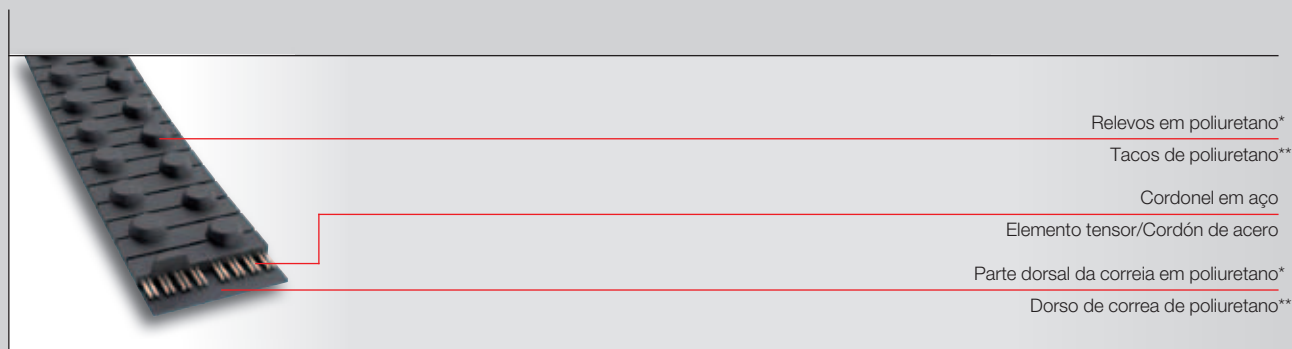 Relevos em poliuretano*
Tacos de poliuretano**
Cordonel em aço
Elemento tensor/Cordón de acero
Parte dorsal da correia em poliuretano*
Dorso de correa de poliuretano**